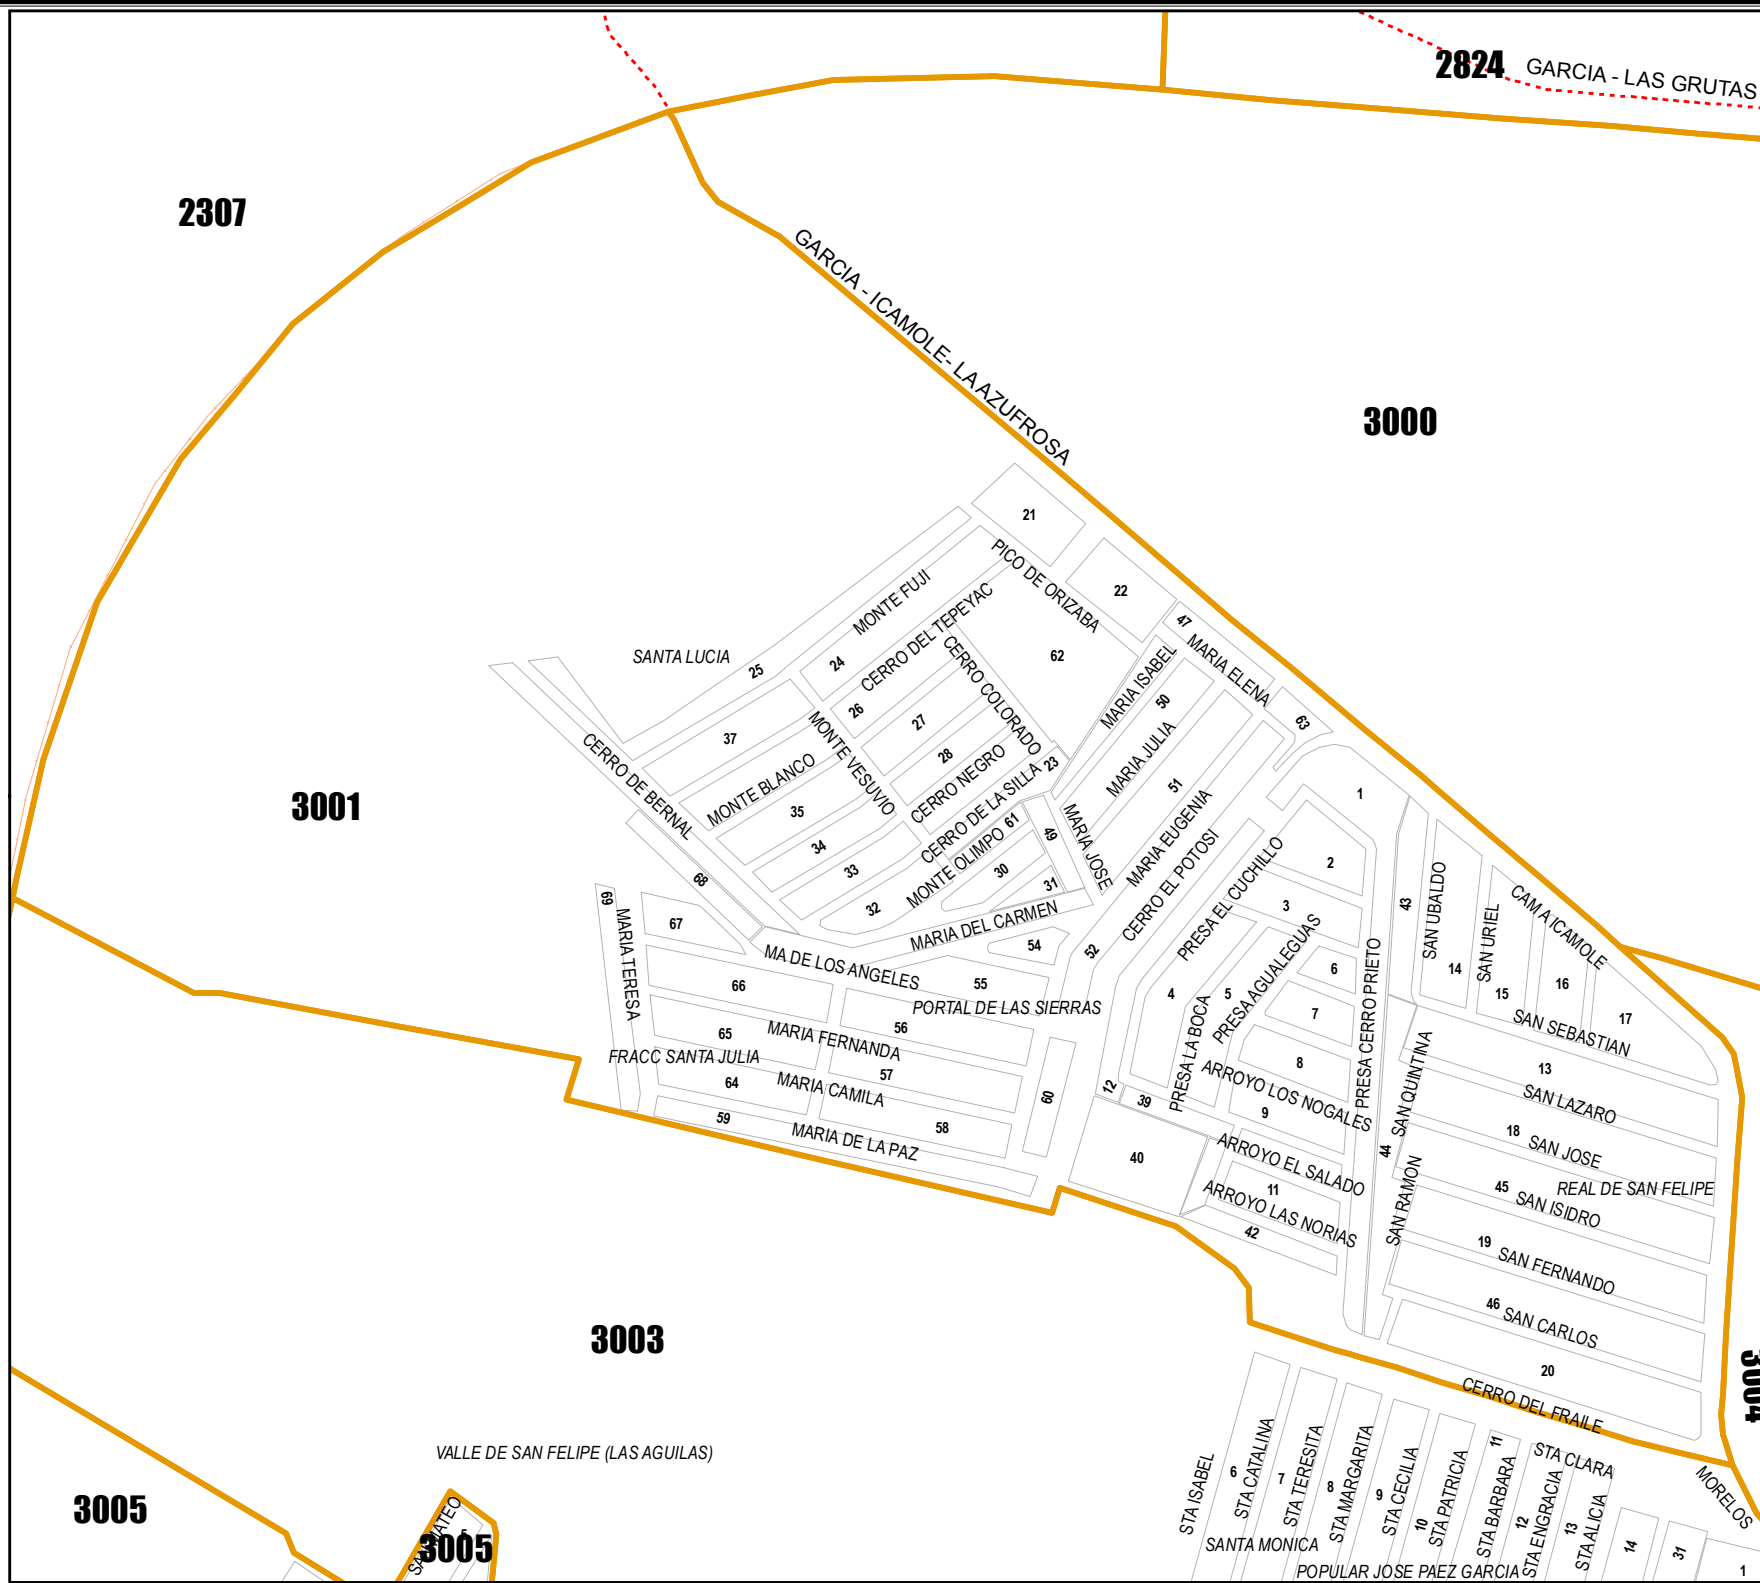 2824
GARCIA - LAS GRUTAS
2307
GARCIA - ICAMOLE- LA AZUFROSA
3000
21
PICO DE ORIZABA
22
MONTE FUJI
CERRO DEL TEPEYAC
47
MARIA ELENA
SANTA LUCIA
25
24
62
CERRO COLORADO
MARIA ISABEL
50
63
26
27
37
MONTE VESUVIO
28
MARIA JULIA
CERRO DE BERNAL
MONTE BLANCO
CERRO NEGRO
23
51
1
3001
35
CERRO DE LA SILLA
61
49
MARIA JOSE
MARIA EUGENIA
34
33
MONTE OLIMPO
30
31
CERRO EL POTOSI
PRESA EL CUCHILLO
2
68
32
69
67
MARIA DEL CARMEN
3
43
SAN UBALDO
SAN URIEL
CAM A ICAMOLE
MARIA TERESA
54
52
MA DE LOS ANGELES
PRESA AGUALEGUAS
6
14
15
16
17
66
55
4
5
7
PORTAL DE LAS SIERRAS
56
65
MARIA FERNANDA
PRESA LA BOCA
PRESA CERRO PRIETO
SAN SEBASTIAN
FRACC SANTA JULIA
57
8
13
64
MARIA CAMILA
12
39
60
ARROYO LOS NOGALES
SAN QUINTINA
SAN LAZARO
59
58
9
MARIA DE LA PAZ
18
SAN JOSE
40
ARROYO EL SALADO
44
45
REAL DE SAN FELIPE
11
SAN ISIDRO
ARROYO LAS NORIAS
SAN RAMON
42
19
SAN FERNANDO
46
SAN CARLOS
3003
20
3004
CERRO DEL FRAILE
VALLE DE SAN FELIPE (LAS AGUILAS)
STA ISABEL
6
STA CATALINA
7
STA TERESITA
8
STA MARGARITA
9
STA CECILIA
10
STA PATRICIA
11
STA BARBARA
12
STA ENGRACIA
STA CLARA
13
STA ALICIA
14
31
1
MORELOS
3005
SAN MATEO
3005
SANTA MONICA
POPULAR JOSE PAEZ GARCIA